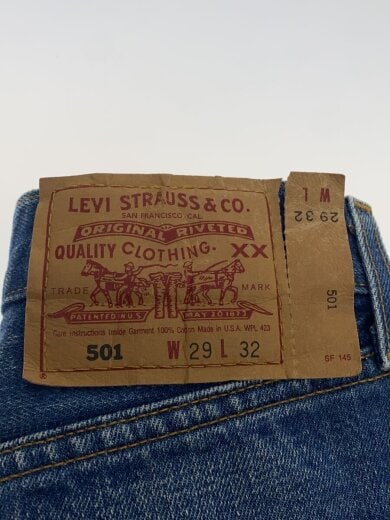 LEVI STRAUSS & CO.
SAN FRANCISCO CAL.
ORIGINAL RIVETED
QUALITY CLOTHING. XX
TRADE MARK
PATENTED IN U.S. MAY 20 1873
Care Instructions Inside Garment 100% Cotton Made in U.S.A. WPL 423
501 W 29 L 32
W L
29 32
501
SF 145